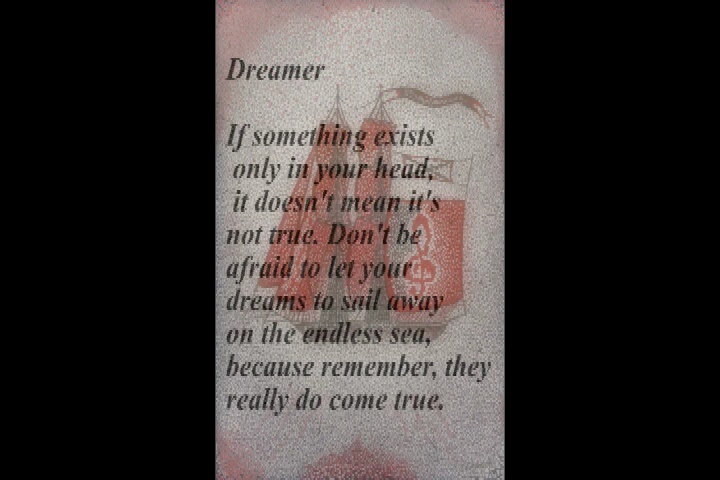 Dreamer
If something exists
only in your head,
it doesn't mean it's
not true. Don't be
afraid to let your
dreams to sail away
on the endless sea,
because remember, they
really do come true.